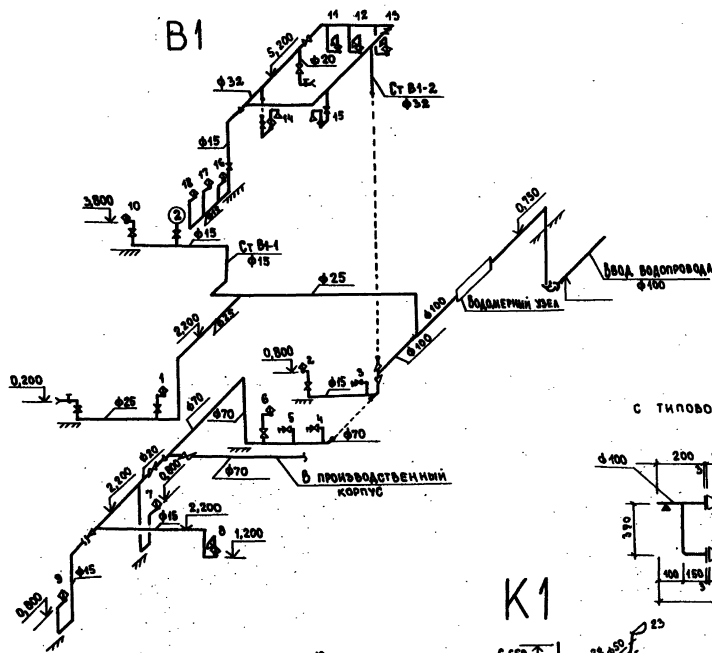 В1
11 12 13
5,200
ф20
ф32
Ст В1-2
ф32
14
15
ф15
18 17 16
ф15
3,800
10
2
ф15
Ст В1-1
ф15
0,750
ф25
ввод водопровода
ф100
ф100
водомерный узел
ф100
2,200
ф25
0,800
2
3
ф15
0,200
1
ф25
ф70
ф70
6
5
4
ф70
с типово
ф20
0,800
ф70
в производственный
корпус
2,200
7
ф15
2,200
8
1,200
9
ф15
0,800
ф100
200
390
100
150
К1
23
ф50